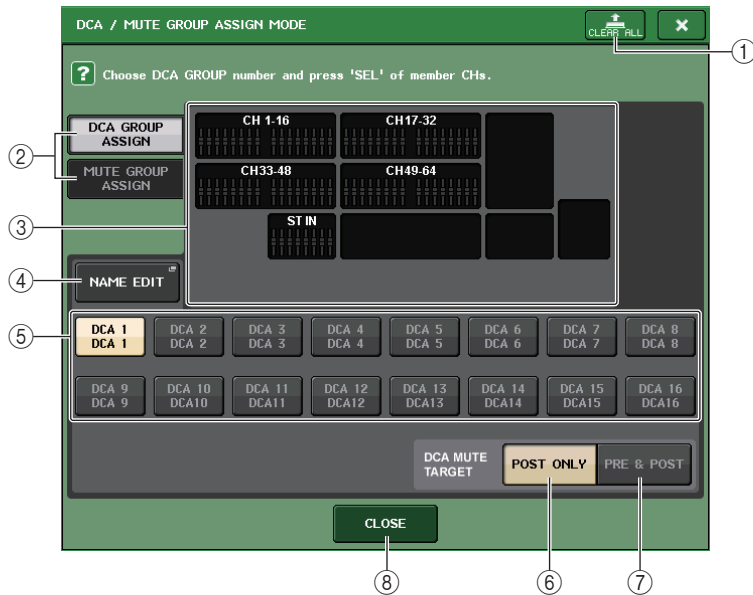 DCA / MUTE GROUP ASSIGN MODE
CLEAR ALL
×
①
? Choose DCA GROUP number and press 'SEL' of member CHs.
②
DCA GROUP
ASSIGN
MUTE GROUP
ASSIGN
③
CH 1-16
CH17-32
CH33-48
CH49-64
ST IN
④
NAME EDIT
⑤
DCA 1
DCA 1
DCA 2
DCA 2
DCA 3
DCA 3
DCA 4
DCA 4
DCA 5
DCA 5
DCA 6
DCA 6
DCA 7
DCA 7
DCA 8
DCA 8
DCA 9
DCA 9
DCA 10
DCA10
DCA 11
DCA11
DCA 12
DCA12
DCA 13
DCA13
DCA 14
DCA14
DCA 15
DCA15
DCA 16
DCA16
DCA MUTE
TARGET
POST ONLY
PRE & POST
CLOSE
⑧
⑥
⑦